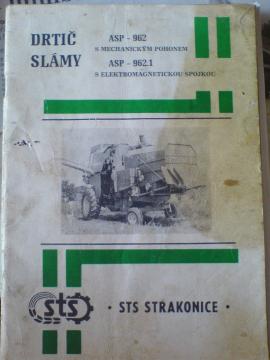 DRTIČ
SLÁMY
ASP - 962
S MECHANICKÝM POHONEM
ASP - 962.1
S ELEKTROMAGNETICKOU SPOJKOU
sts
· STS STRAKONICE ·